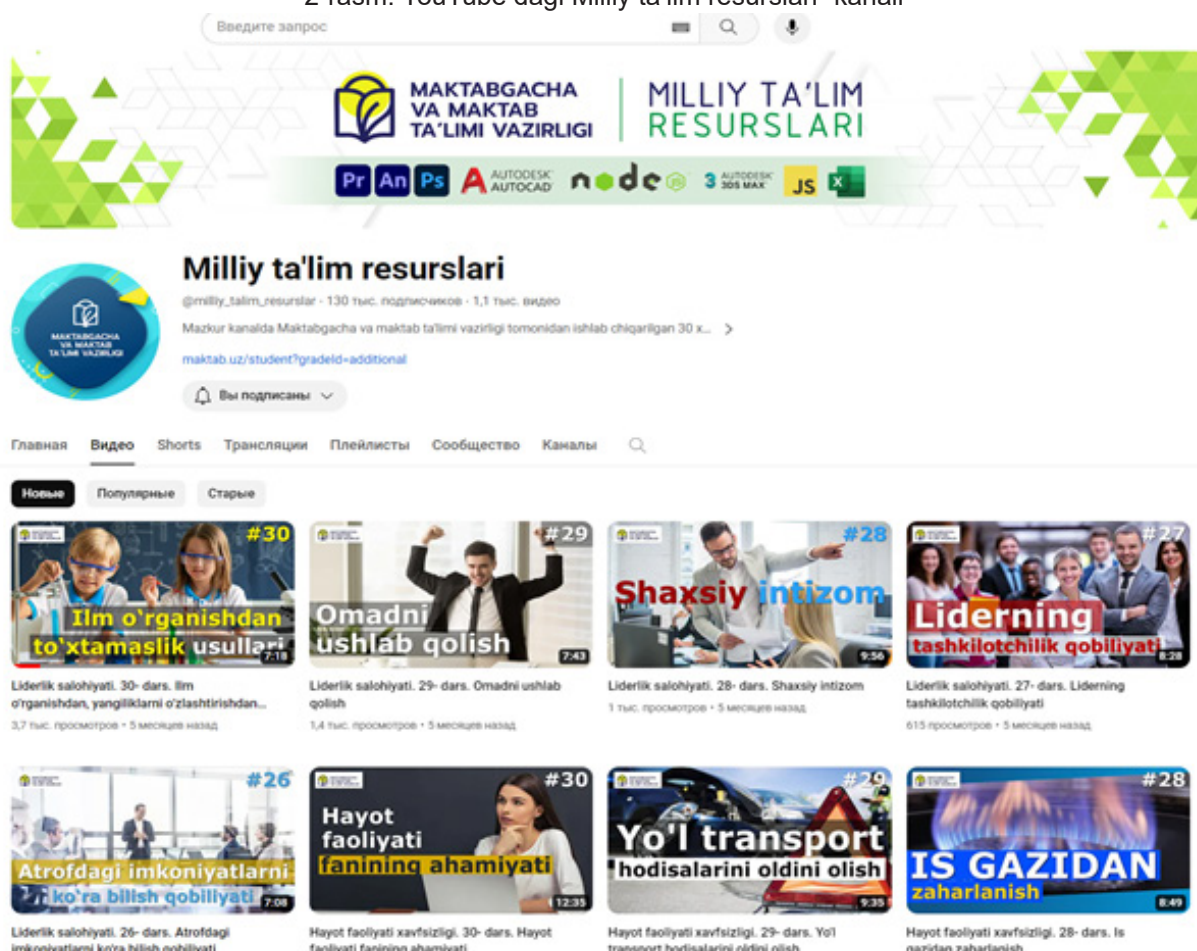 2 rasm. YouTube dagi Milliy ta'lim resurslari" kanali
Введите запрос
MAKTABGACHA
VA MAKTAB
TA'LIMI VAZIRLIGI
MILLIY TA'LIM
RESURSLARI
Pr An Ps AUTODESK AUTOCAD node JS 3 AUTODESK 3DS MAX JS X
Milliy ta'lim resurslari
@milliy_talim_resurslar · 130 тыс. подписчиков · 1,1 тыс. видео
Mazkur kanalda Maktabgacha va maktab ta'limi vazirligi tomonidan ishlab chiqarilgan 30 x...
MAKTABGACHA
VA MAKTAB
TA'LIMI VAZIRLIGI
maktab.uz/student?gradeId=additional
Вы подписаны
Главная Видео Shorts Трансляции Плейлисты Сообщество Каналы
Новые Популярные Старые
#30
Ilm o'rganishdan
to'xtamaslik usullari
7:18
#29
Omadni
ushlab qolish
7:43
#28
Shaxsiy intizom
9:56
#27
Liderning
tashkilotchilik qobiliyati
8:28
Liderlik salohiyati. 30- dars. Ilm
o'rganishdan, yangiliklarni o'zlashtirishdan...
3,7 тыс. просмотров • 5 месяцев назад
Liderlik salohiyati. 29- dars. Omadni ushlab
qolish
1,4 тыс. просмотров • 5 месяцев назад
Liderlik salohiyati. 28- dars. Shaxsiy intizom
1 тыс. просмотров • 5 месяцев назад
Liderlik salohiyati. 27- dars. Liderning
tashkilotchilik qobiliyati
615 просмотров • 5 месяцев назад
#26
Atrofdagi imkoniyatlarni
ko'ra bilish qobiliyati
7:08
#30
Hayot
faoliyati
fanining ahamiyati
12:35
#29
Yo'l transport
hodisalarini oldini olish
9:35
#28
IS GAZIDAN
zaharlanish
8:49
Liderlik salohiyati. 26- dars. Atrofdagi
imkoniyatlarni ko'ra bilish qobiliyati
Hayot faoliyati xavfsizligi. 30- dars. Hayot
faoliyati fanining ahamiyati
Hayot faoliyati xavfsizligi. 29- dars. Yo'l
transport hodisalarini oldini olish
Hayot faoliyati xavfsizligi. 28- dars. Is
gazidan zaharlanish